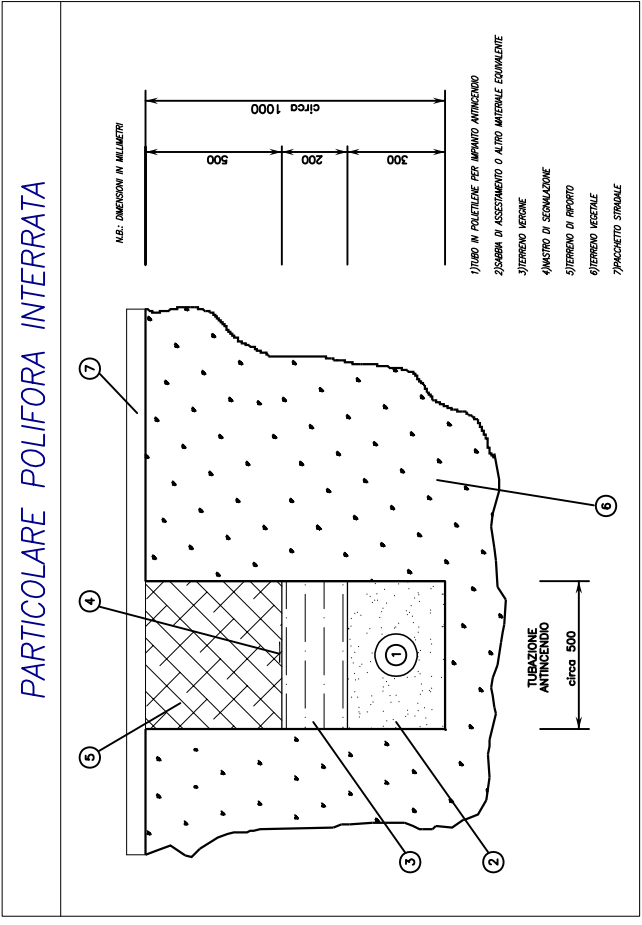 PARTICOLARE POLIFORA INTERRATA
N.B.: DIMENSIONI IN MILLIMETRI
7
5
4
3
2
1
6
500
200
300
circa 1000
TUBAZIONE
ANTINCENDIO
circa 500
1)TUBO IN POLIETILENE PER IMPIANTO ANTINCENDIO
2)SABBIA DI ASSESTAMENTO O ALTRO MATERIALE EQUIVALENTE
3)TERRENO VERGINE
4)NASTRO DI SEGNALAZIONE
5)TERRENO DI RIPORTO
6)TERRENO VEGETALE
7)PACCHETTO STRADALE